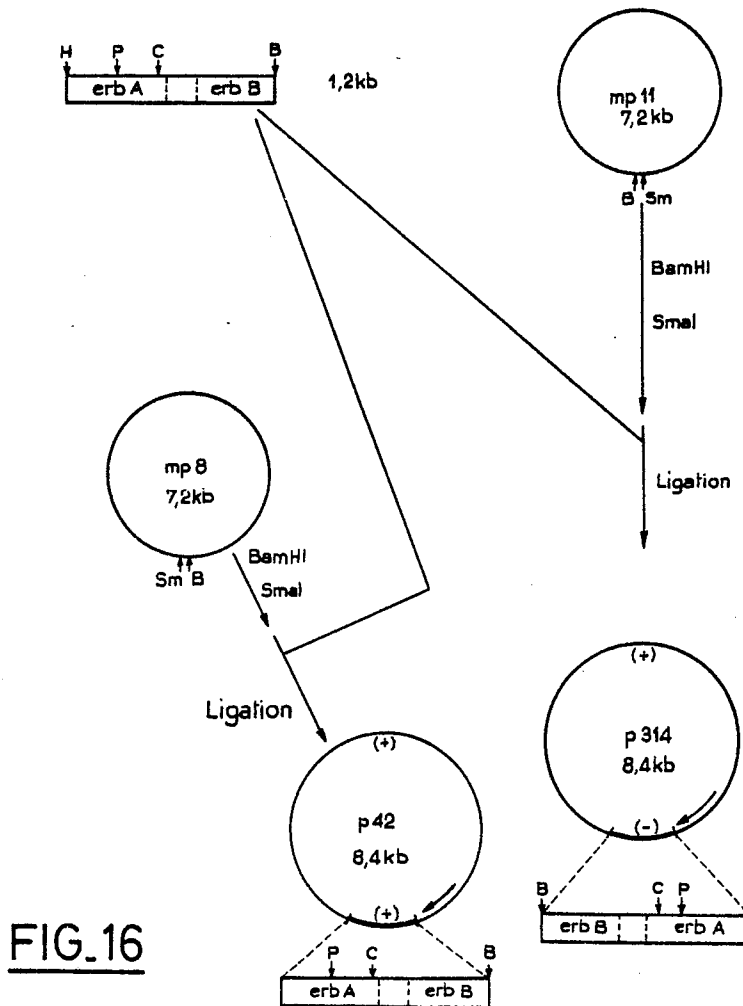 H P C B
erb A erb B
1,2kb
mp 11
7,2kb
B Sm
BamHI
SmaI
Ligation
mp 8
7,2kb
Sm B
BamHI
SmaI
Ligation
(+)
p 42
8,4kb
(+)
P C B
erb A erb B
(+)
p 314
8,4kb
(-)
B C P
erb B erb A
FIG_16